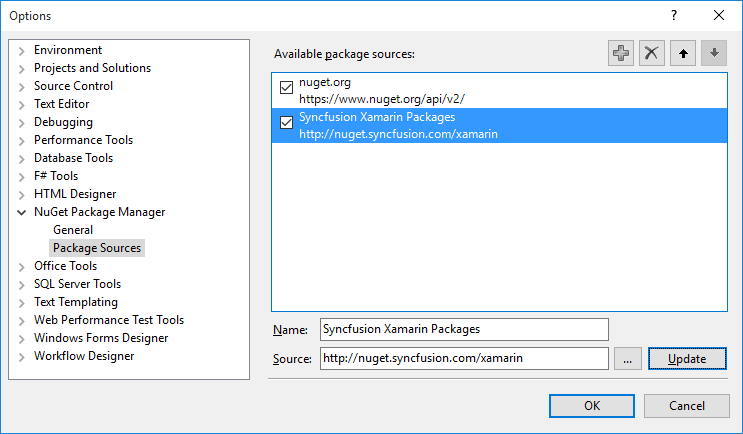 Options
?
Environment
Projects and Solutions
Source Control
Text Editor
Debugging
Performance Tools
Database Tools
F# Tools
HTML Designer
NuGet Package Manager
General
Package Sources
Office Tools
SQL Server Tools
Text Templating
Web Performance Test Tools
Windows Forms Designer
Workflow Designer
Available package sources:
nuget.org
https://www.nuget.org/api/v2/
Syncfusion Xamarin Packages
http://nuget.syncfusion.com/xamarin
Name: Syncfusion Xamarin Packages
Source: http://nuget.syncfusion.com/xamarin ... Update
OK Cancel